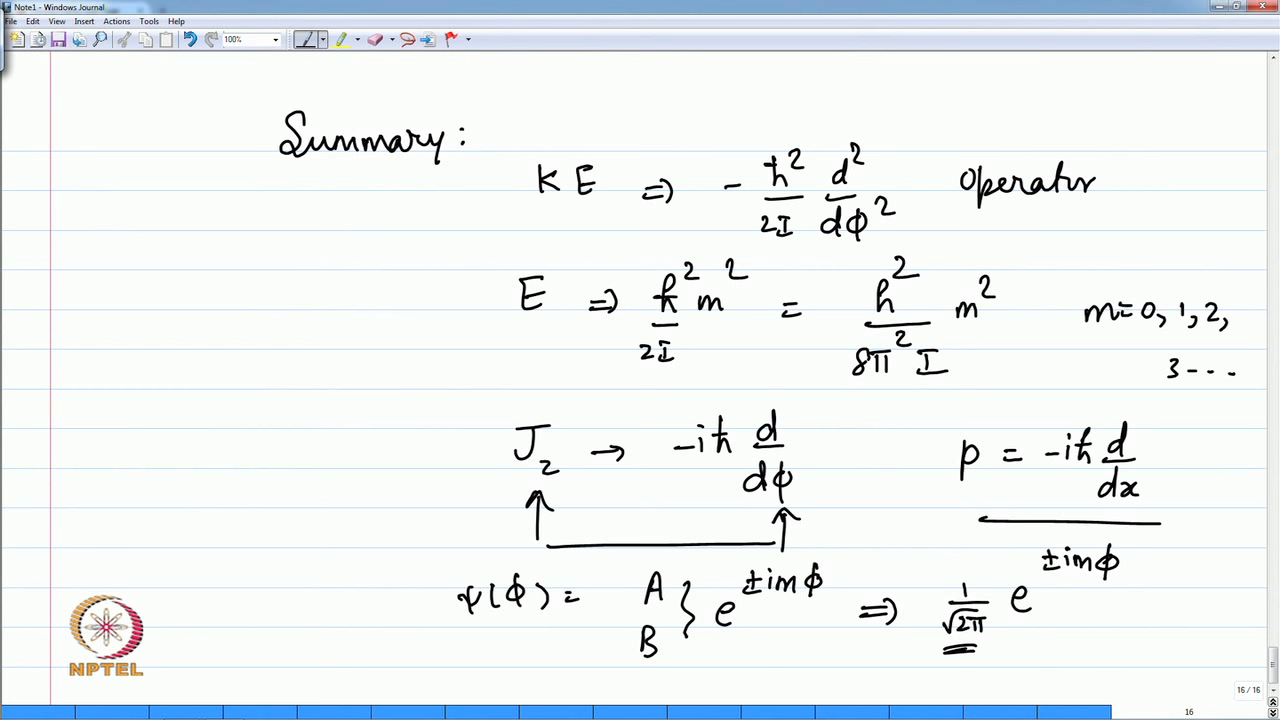 Note1 - Windows Journal
File Edit View Insert Actions Tools Help
100%
Summary:
KE ⇒ - ħ²/2I d²/dφ² Operator
E ⇒ ħ²/2I m² = h²/8π²I m² m=0, 1, 2,
3---
J_z → -iħ d/dφ p = -iħ d/dx
ψ(φ) = A B } e^{±imφ} ⇒ 1/√2π e^{±imφ}
NPTEL
16/16
16